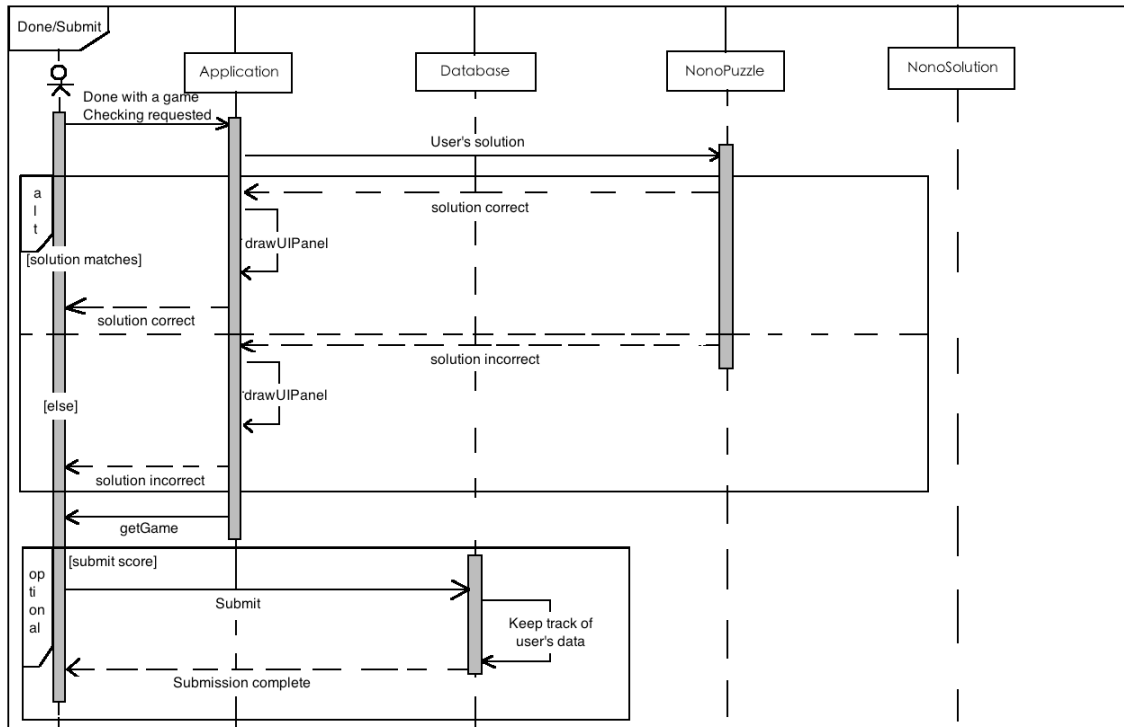 Done/Submit
Application
Database
NonoPuzzle
NonoSolution
Done with a game
Checking requested
User's solution
a
l
t
solution correct
drawUIPanel
[solution matches]
solution correct
solution incorrect
drawUIPanel
[else]
solution incorrect
getGame
[submit score]
op
ti on
al
Submit
Keep track of
user's data
Submission complete